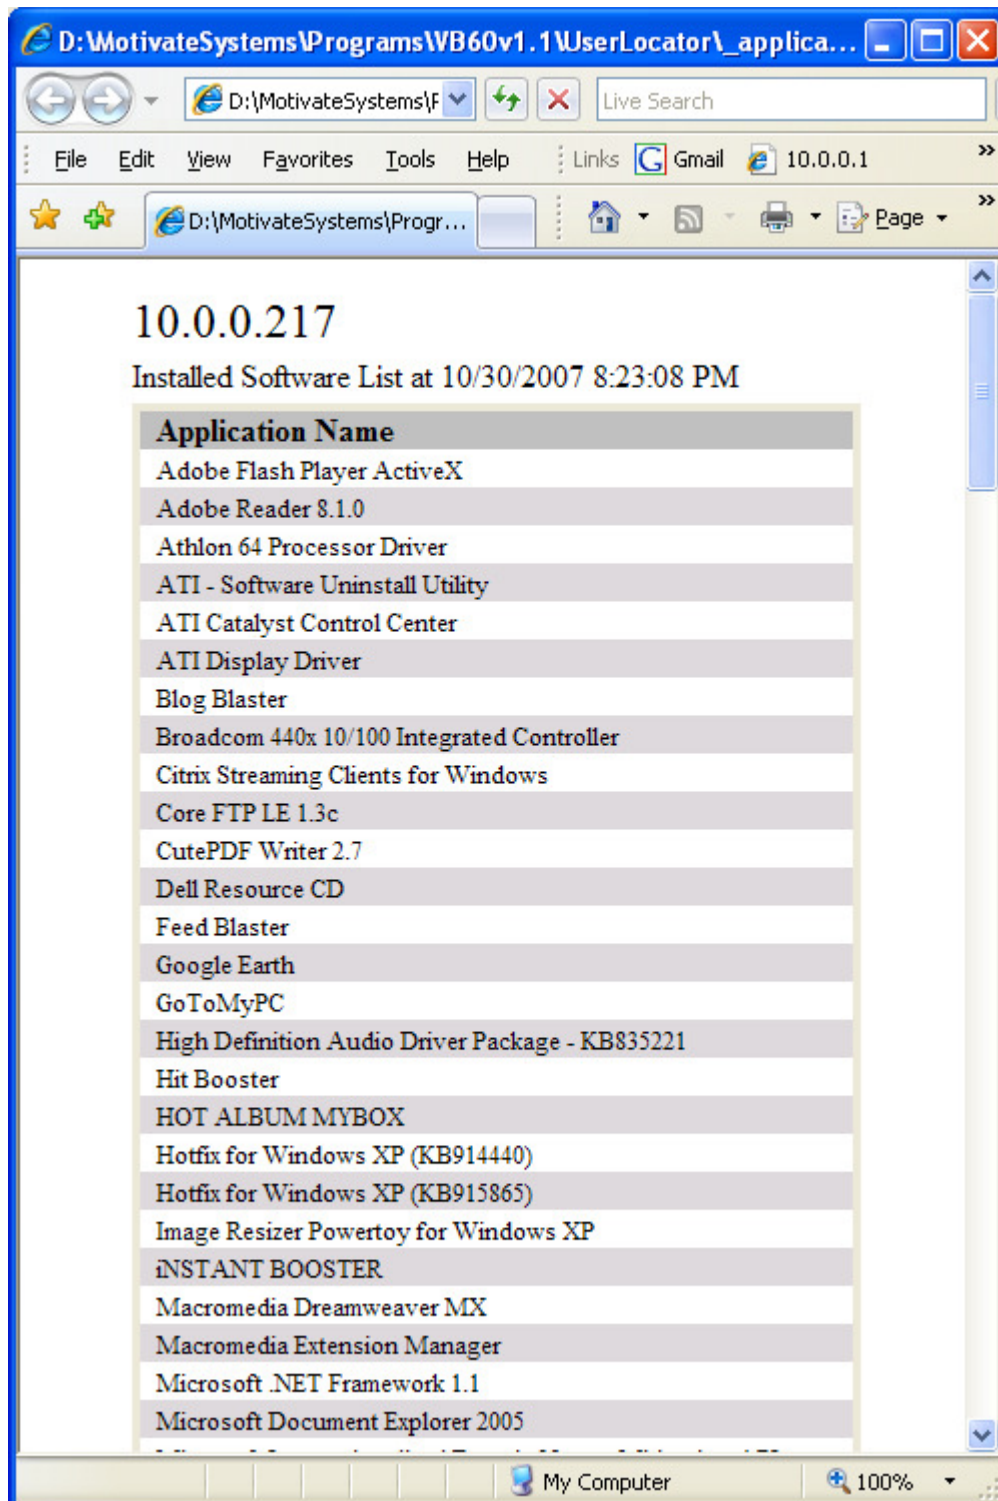 D:\MotivateSystems\Programs\VB60v1.1\UserLocator\_applica...
D:\MotivateSystems\F
Live Search
File Edit View Favorites Tools Help Links Gmail 10.0.0.1 »
D:\MotivateSystems\Progr... Page »
10.0.0.217
Installed Software List at 10/30/2007 8:23:08 PM
Application Name
Adobe Flash Player ActiveX
Adobe Reader 8.1.0
Athlon 64 Processor Driver
ATI - Software Uninstall Utility
ATI Catalyst Control Center
ATI Display Driver
Blog Blaster
Broadcom 440x 10/100 Integrated Controller
Citrix Streaming Clients for Windows
Core FTP LE 1.3c
CutePDF Writer 2.7
Dell Resource CD
Feed Blaster
Google Earth
GoToMyPC
High Definition Audio Driver Package - KB835221
Hit Booster
HOT ALBUM MYBOX
Hotfix for Windows XP (KB914440)
Hotfix for Windows XP (KB915865)
Image Resizer Powertoy for Windows XP
iNSTANT BOOSTER
Macromedia Dreamweaver MX
Macromedia Extension Manager
Microsoft .NET Framework 1.1
Microsoft Document Explorer 2005
My Computer 100%